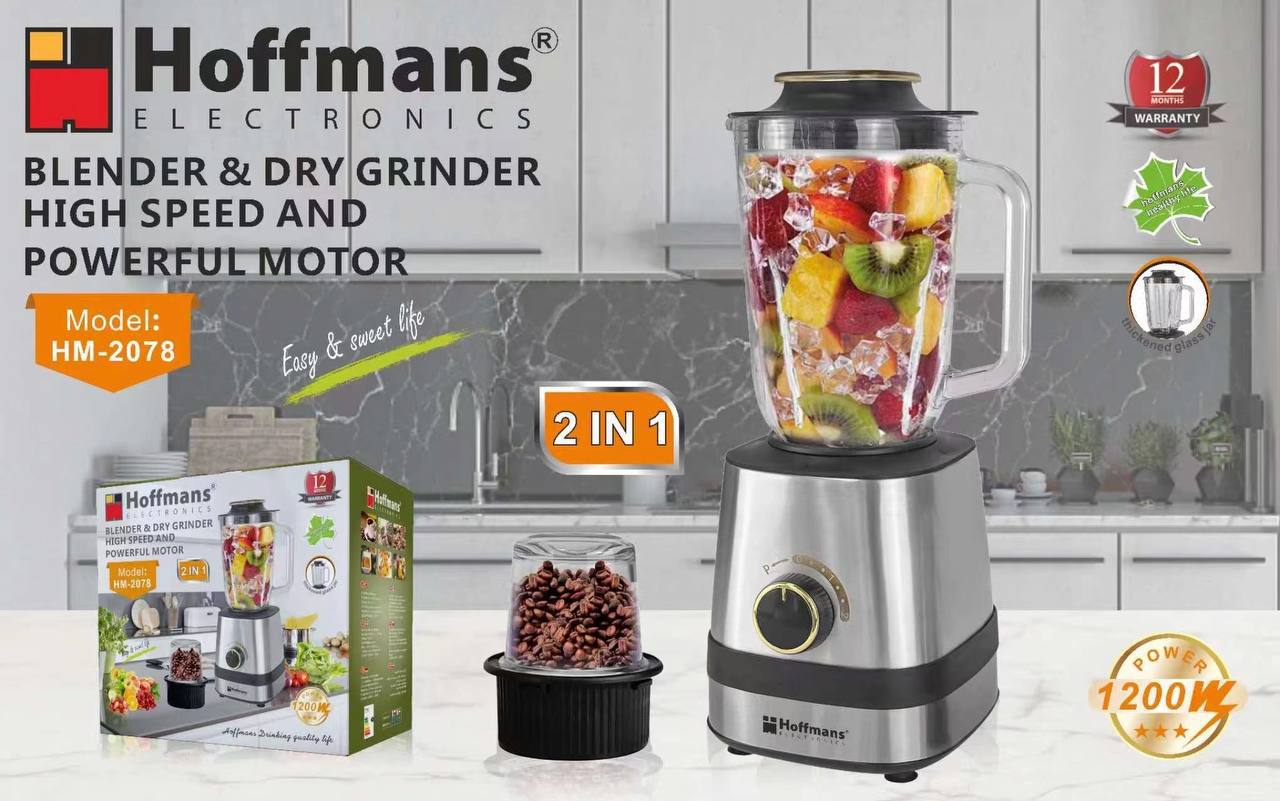 Hoffmans®
ELECTRONICS
BLENDER & DRY GRINDER
HIGH SPEED AND
POWERFUL MOTOR
Model:
HM-2078
Easy & sweet life
2 IN 1
12
MONTHS
WARRANTY
hoffmans
healthy life
thickened glass jar
P
Hoffmans®
ELECTRONICS
POWER
1200W
Hoffmans®
ELECTRONICS
BLENDER & DRY GRINDER
HIGH SPEED AND
POWERFUL MOTOR
Model:
HM-2078
2 IN 1
12
MONTHS
WARRANTY
Hoffmans
1200W
Hoffmans Drinking quality life
Hoffmans®